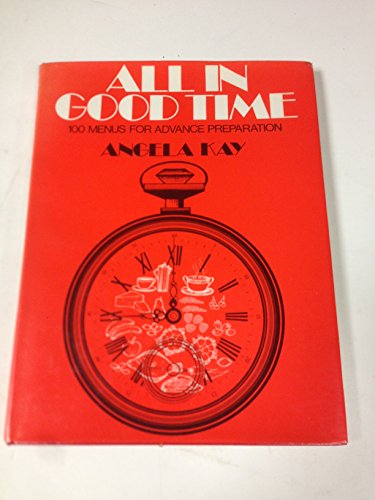 ALL IN
GOOD TIME
100 MENUS FOR ADVANCE PREPARATION
ANGELA KAY